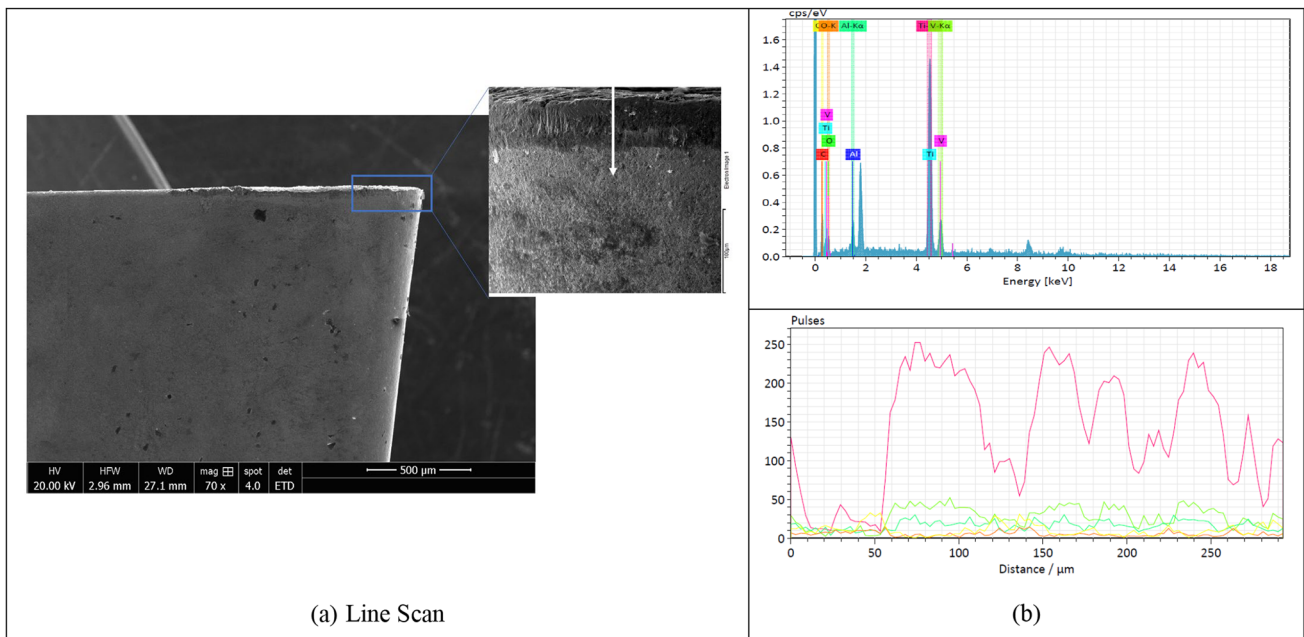 Electron Image 1
100μm
HV HFW WD mag spot det
20.00 kV 2.96 mm 27.1 mm 70 x 4.0 ETD
500 μm
(a) Line Scan
cps/eV
O-K Al-Kα Ti- V-Kα
1.6
1.4
1.2
1.0
0.8
0.6
0.4
0.2
0.0
V
Ti
O
C Al
V
Ti
0 2 4 6 8 10 12 14 16 18
Energy [keV]
Pulses
250
200
150
100
50
0
0 50 100 150 200 250
Distance / μm
(b)